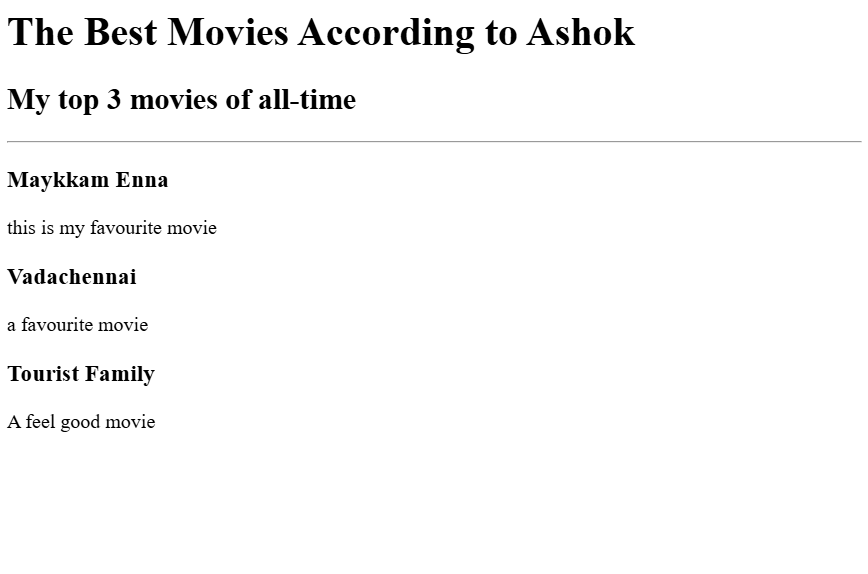 The Best Movies According to Ashok
My top 3 movies of all-time
Maykkam Enna
this is my favourite movie
Vadachennai
a favourite movie
Tourist Family
A feel good movie